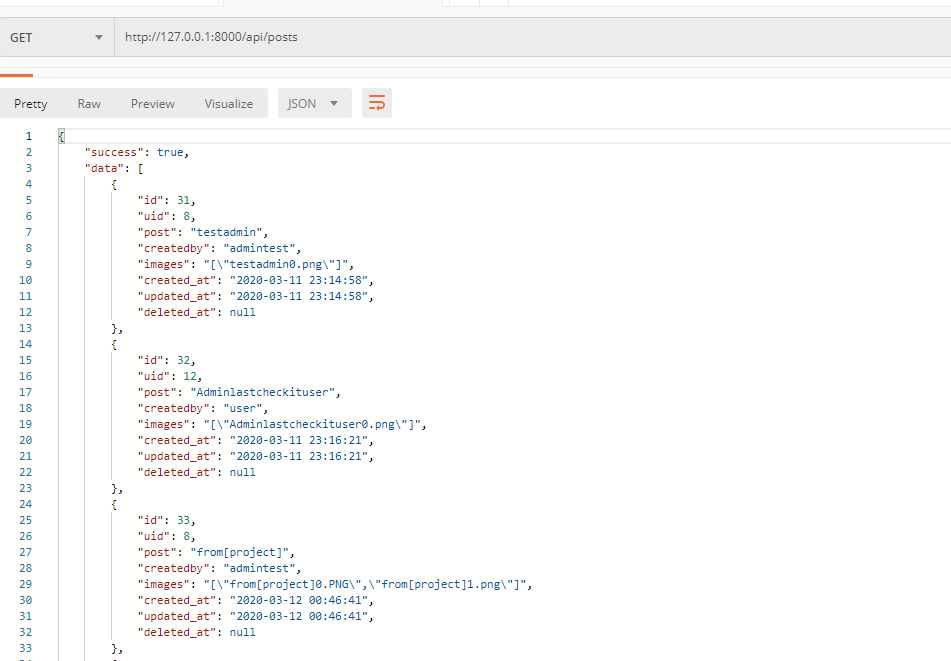 GET http://127.0.0.1:8000/api/posts
Pretty Raw Preview Visualize JSON
1 {
2 "success": true,
3 "data": [
4 {
5 "id": 31,
6 "uid": 8,
7 "post": "testadmin",
8 "createdby": "admintest",
9 "images": "[\"testadmin0.png\"]",
10 "created_at": "2020-03-11 23:14:58",
11 "updated_at": "2020-03-11 23:14:58",
12 "deleted_at": null
13 },
14 {
15 "id": 32,
16 "uid": 12,
17 "post": "Adminlastcheckituser",
18 "createdby": "user",
19 "images": "[\"Adminlastcheckituser0.png\"]",
20 "created_at": "2020-03-11 23:16:21",
21 "updated_at": "2020-03-11 23:16:21",
22 "deleted_at": null
23 },
24 {
25 "id": 33,
26 "uid": 8,
27 "post": "from[project]",
28 "createdby": "admintest",
29 "images": "[\"from[project]0.PNG\",\"from[project]1.png\"]",
30 "created_at": "2020-03-12 00:46:41",
31 "updated_at": "2020-03-12 00:46:41",
32 "deleted_at": null
33 },